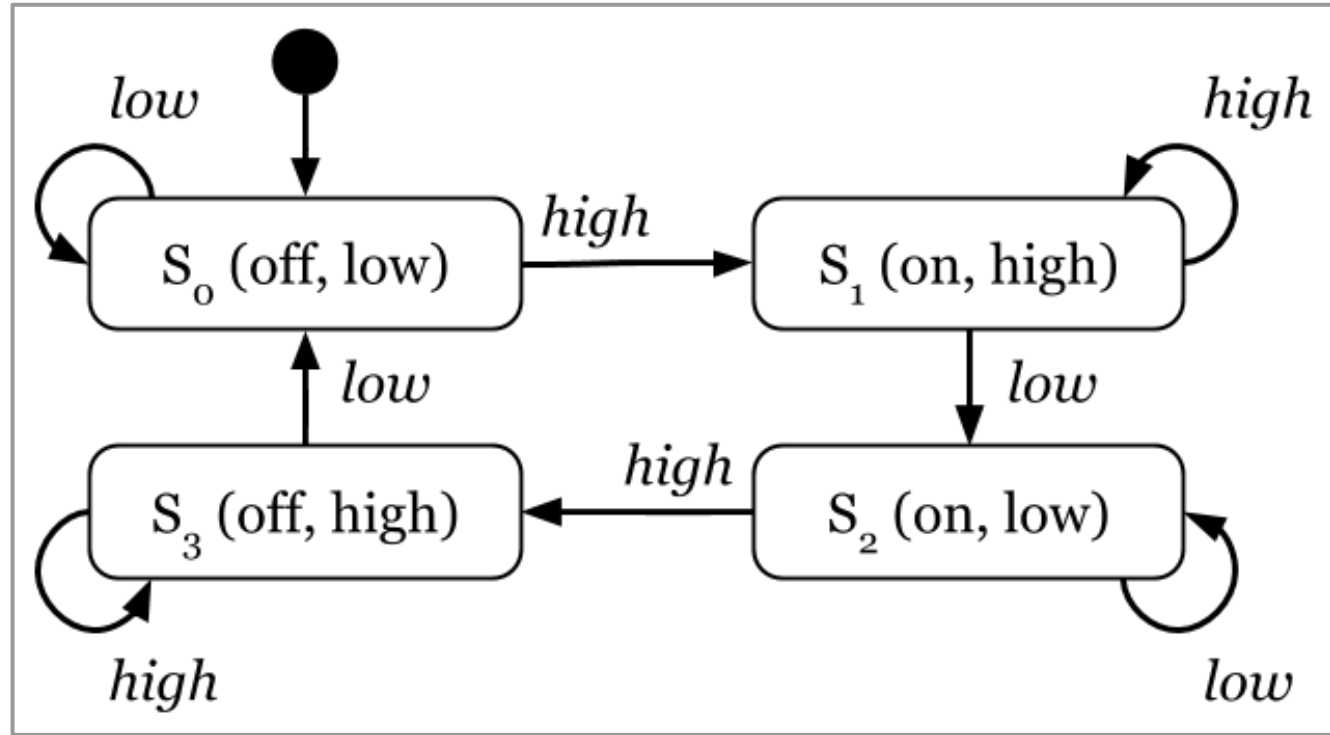 low
high
high
S₀ (off, low)
S₁ (on, high)
low
low
high
S₃ (off, high)
S₂ (on, low)
high
low